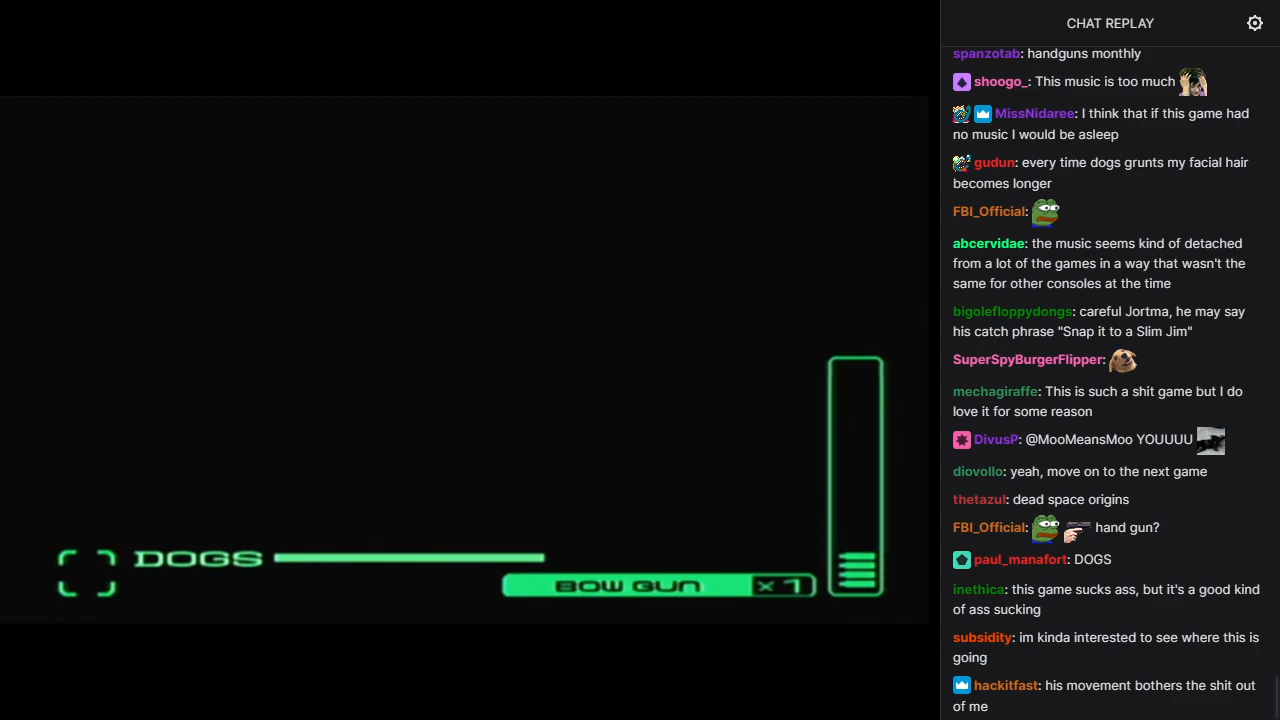 DOGS
BOW GUN x1
CHAT REPLAY
spanzotab: handguns monthly
shoogo_: This music is too much
MissNidaree: I think that if this game had
no music I would be asleep
gudun: every time dogs grunts my facial hair
becomes longer
FBI_Official:
abcervidae: the music seems kind of detached
from a lot of the games in a way that wasn't the
same for other consoles at the time
bigolefloppydongs: careful Jortma, he may say
his catch phrase "Snap it to a Slim Jim"
SuperSpyBurgerFlipper:
mechagiraffe: This is such a shit game but I do
love it for some reason
DivusP: @MooMeansMoo YOUUUU
diovollo: yeah, move on to the next game
thetazul: dead space origins
FBI_Official: hand gun?
paul_manafort: DOGS
inethica: this game sucks ass, but it's a good kind
of ass sucking
subsidity: im kinda interested to see where this is
going
hackitfast: his movement bothers the shit out
of me